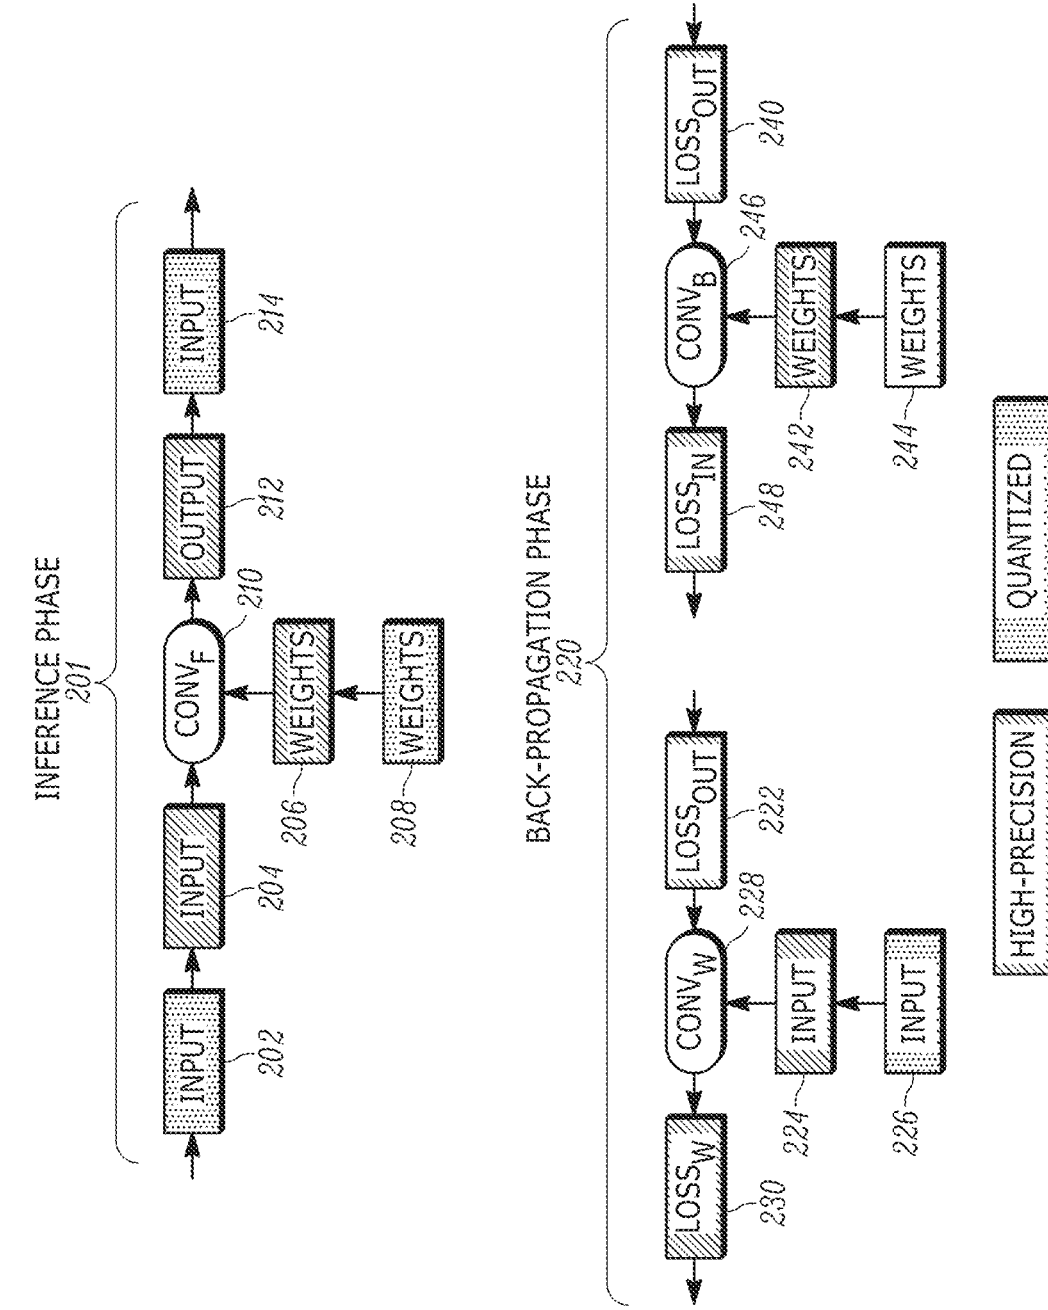 INFERENCE PHASE
201
INPUT
202
INPUT
204
CONV_F
210
WEIGHTS
206
WEIGHTS
208
OUTPUT
212
INPUT
214
BACK-PROPAGATION PHASE
220
LOSS_W
230
CONV_W
228
INPUT
224
INPUT
226
LOSS_OUT
222
LOSS_IN
248
CONV_B
246
WEIGHTS
242
WEIGHTS
244
LOSS_OUT
240
HIGH-PRECISION
QUANTIZED